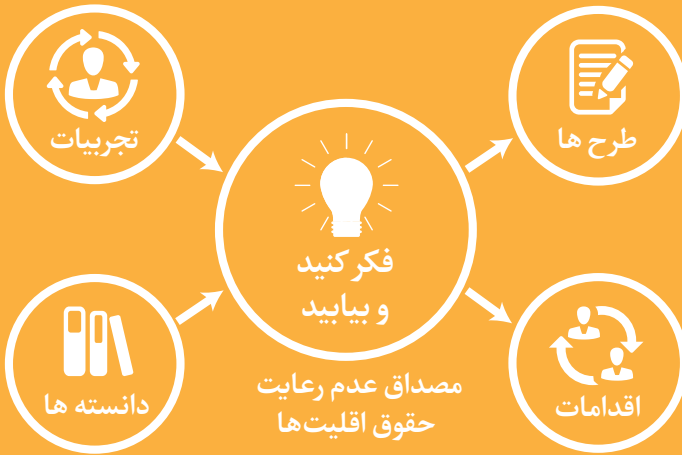 طرح ها
تجربیات
فکر کنید
و بیابید
اقدامات
دانسته ها
مصداق عدم رعایت
حقوق اقلیت‌ها